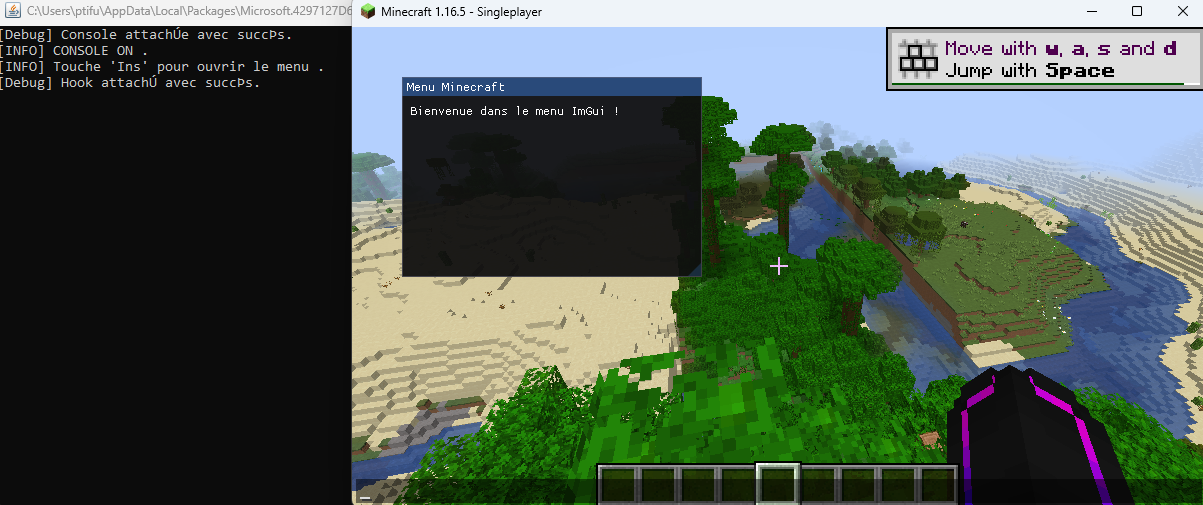 C:\Users\ptifu\AppData\Local\Packages\Microsoft.4297127D6
[Debug] Console attachÚe avec succÞs.
[INFO] CONSOLE ON .
[INFO] Touche 'Ins' pour ouvrir le menu .
[Debug] Hook attachÚ avec succÞs.
Minecraft 1.16.5 - Singleplayer
Move with w, a, s and d
Jump with Space
Menu Minecraft
Bienvenue dans le menu ImGui !
_